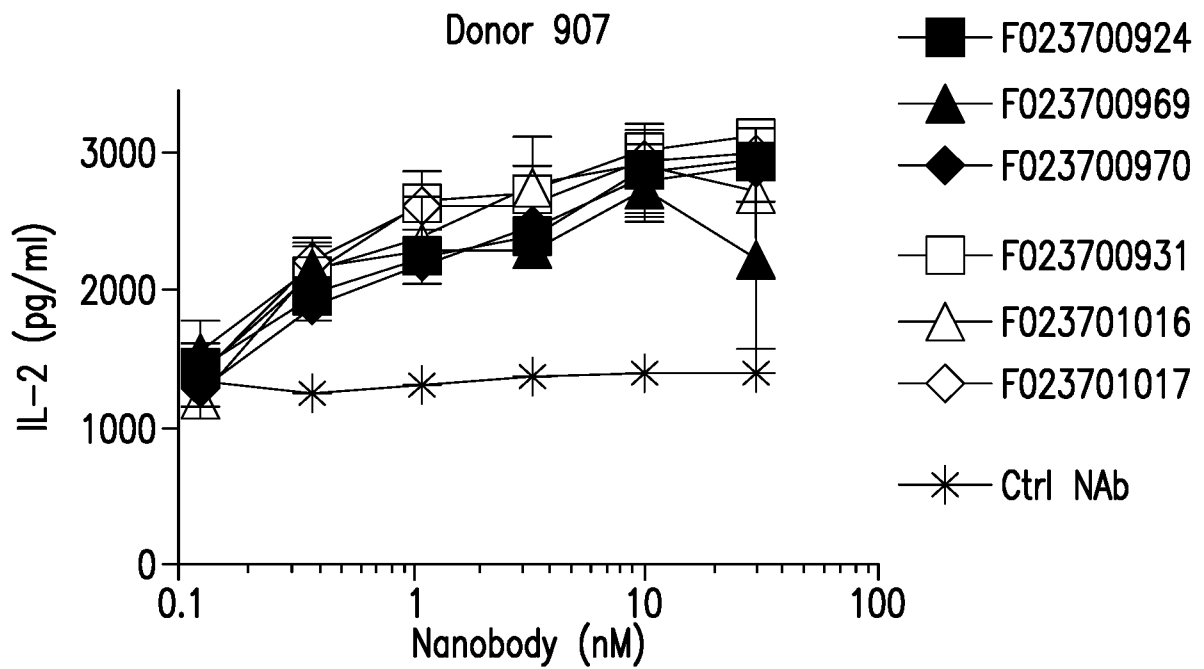 Donor 907
IL-2 (pg/ml)
3000
2000
1000
0
0.1
1
10
100
Nanobody (nM)
F023700924
F023700969
F023700970
F023700931
F023701016
F023701017
Ctrl NAb